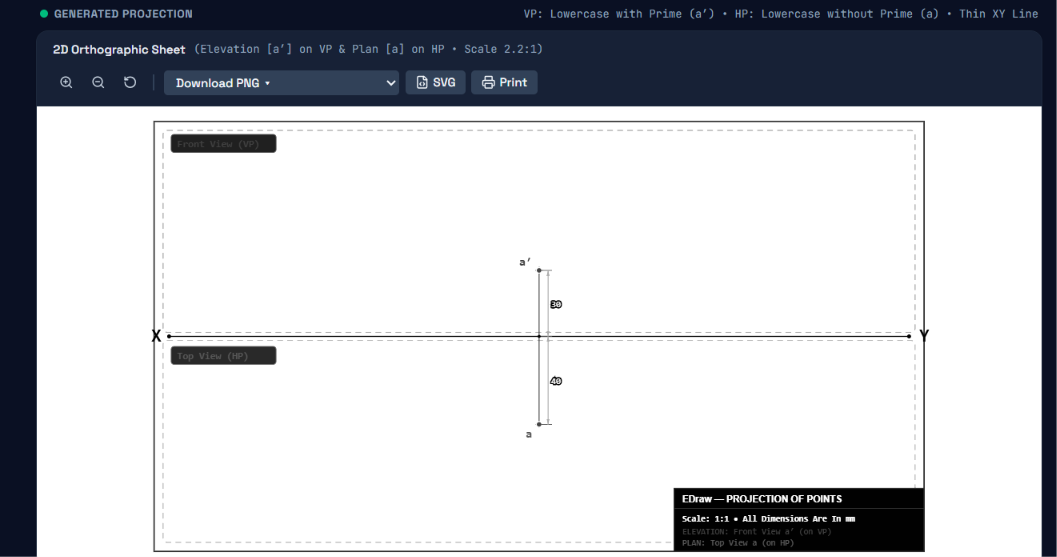 GENERATED PROJECTION
VP: Lowercase with Prime (a′) • HP: Lowercase without Prime (a) • Thin XY Line
2D Orthographic Sheet (Elevation [a′] on VP & Plan [a] on HP • Scale 2.2:1)
Download PNG
SVG
Print
Front View (VP)
a′
30
X
Y
Top View (HP)
40
a
EDraw — PROJECTION OF POINTS
Scale: 1:1 • All Dimensions Are In mm
ELEVATION: Front View a′ (on VP)
PLAN: Top View a (on HP)